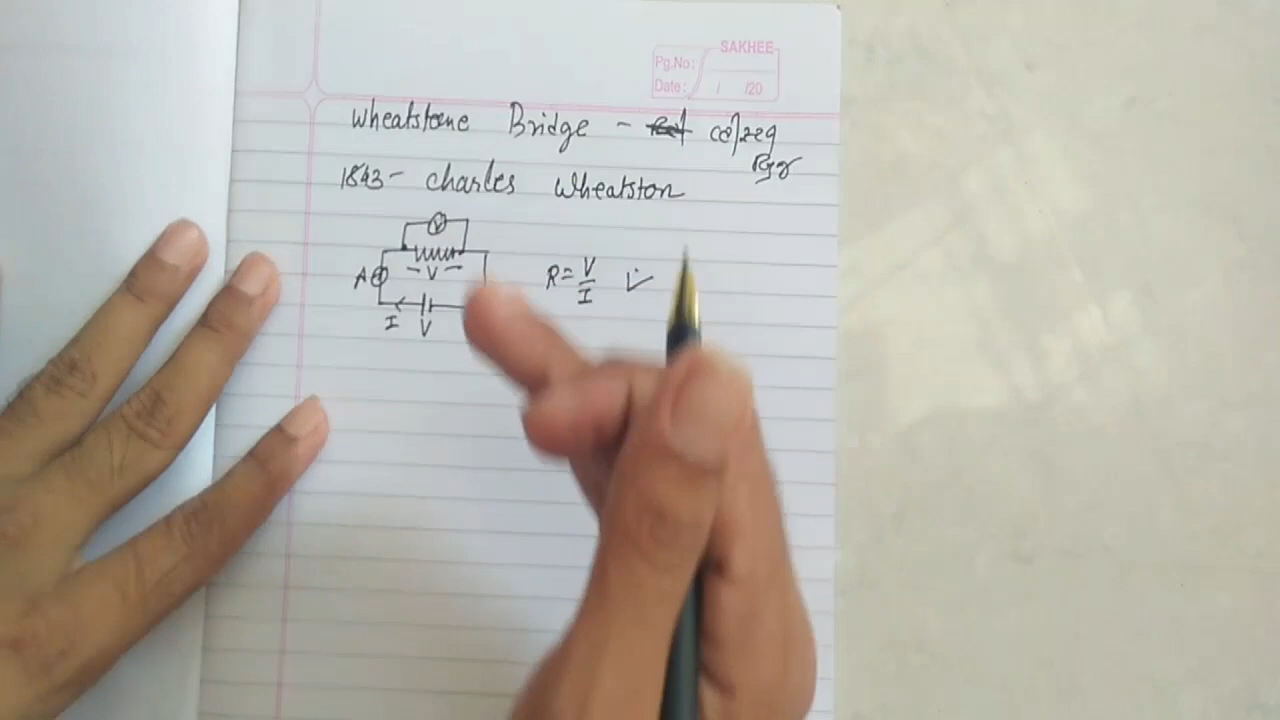 SAKHEE
Pg.No:
Date: / /20
Wheatstone Bridge -
1843- Charles Wheatston
V
A - V -
R = V/I
I V